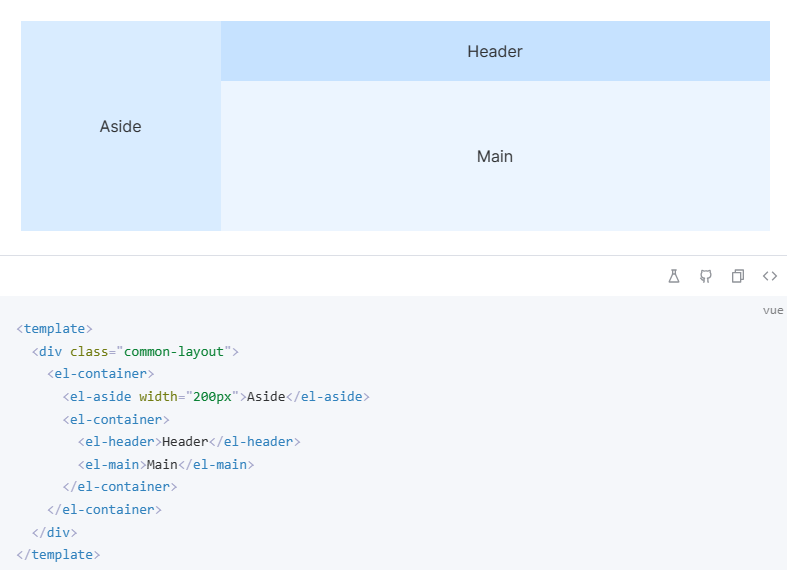 Header
Aside
Main
vue
<template>
  <div class="common-layout">
    <el-container>
      <el-aside width="200px">Aside</el-aside>
      <el-container>
        <el-header>Header</el-header>
        <el-main>Main</el-main>
      </el-container>
    </el-container>
  </div>
</template>